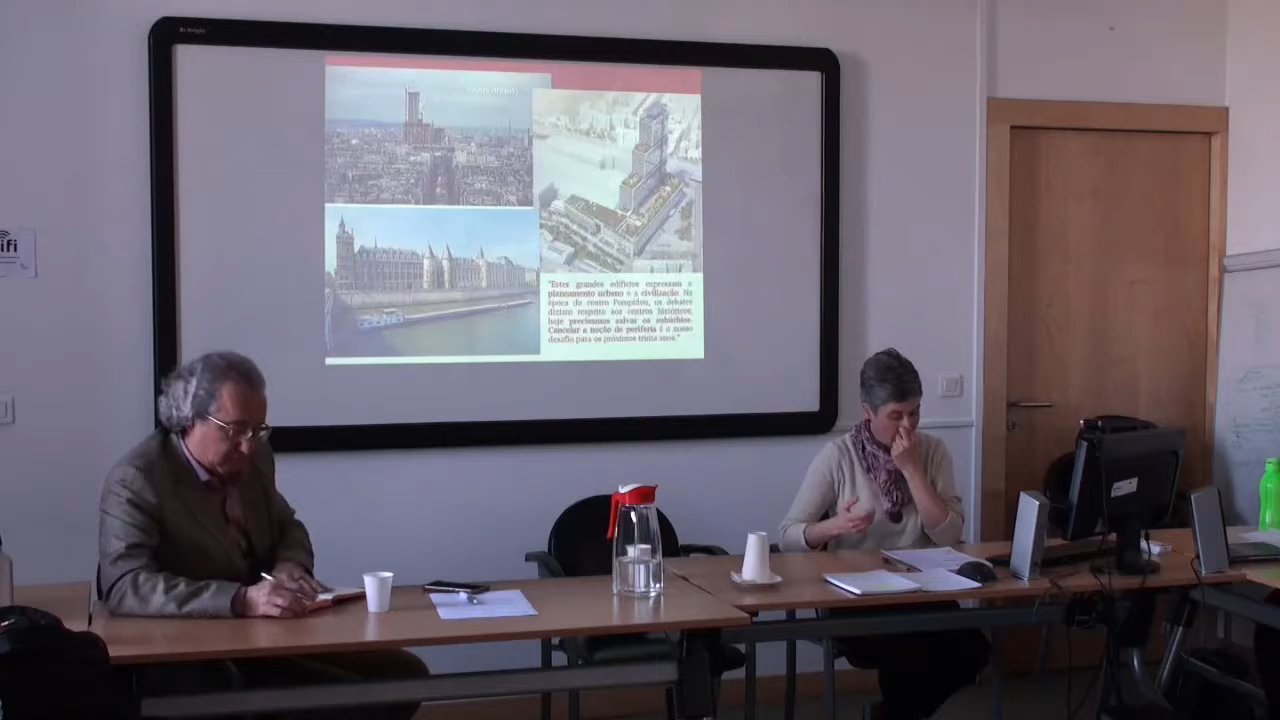 "Estes grandes edifícios expressam o
planeamento urbano e a civilização. Na
época do centro Pompidou, os debates
diziam respeito aos centros históricos,
hoje precisamos salvar os subúrbios.
Cancelar a noção de periferia é o nosso
desafio para os próximos trinta anos."
ifi